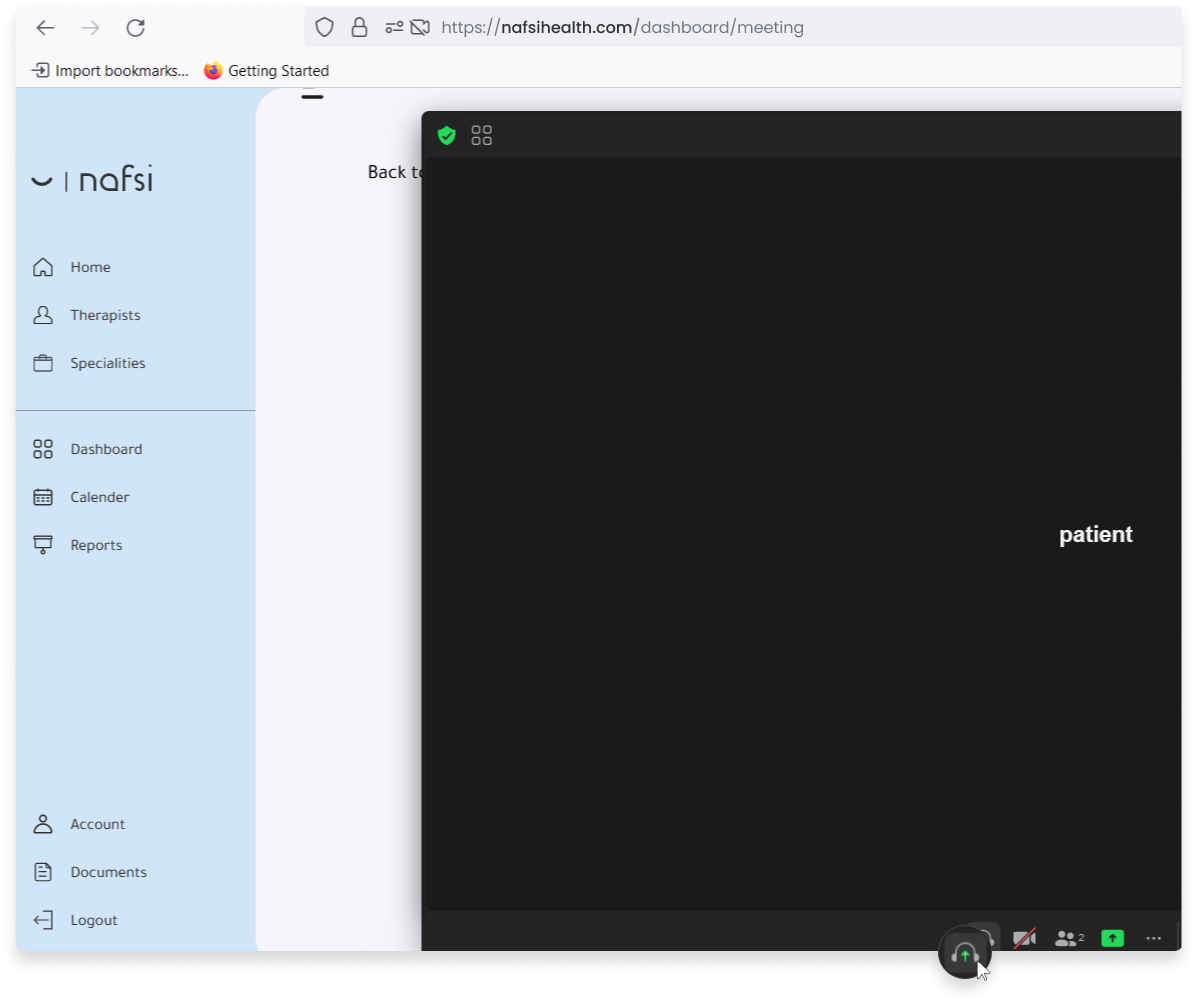 https://nafsihealth.com/dashboard/meeting
Import bookmarks... Getting Started
nafsi
Back to
Home
Therapists
Specialities
Dashboard
Calender
Reports
patient
Account
Documents
Logout
2